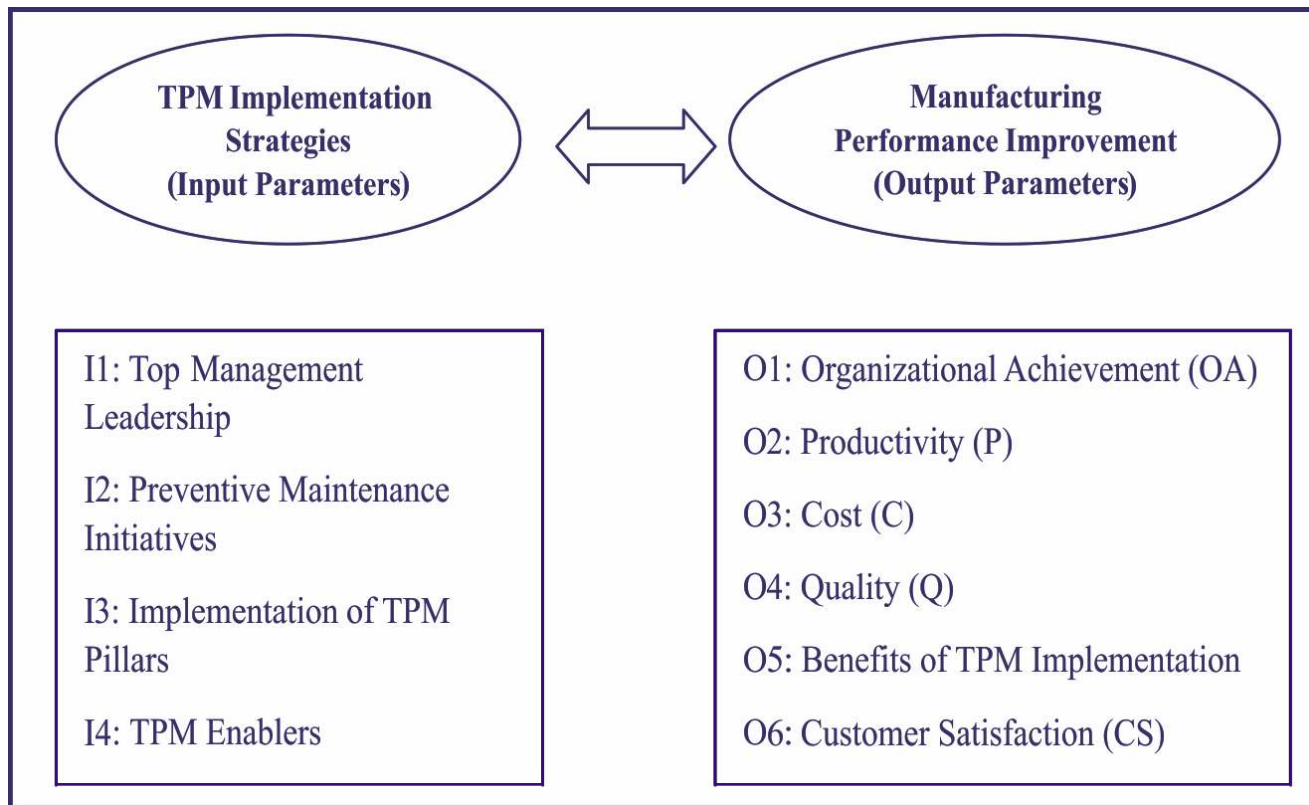 TPM Implementation
Strategies
(Input Parameters)
Manufacturing
Performance Improvement
(Output Parameters)
I1: Top Management
Leadership
I2: Preventive Maintenance
Initiatives
I3: Implementation of TPM
Pillars
I4: TPM Enablers
O1: Organizational Achievement (OA)
O2: Productivity (P)
O3: Cost (C)
O4: Quality (Q)
O5: Benefits of TPM Implementation
O6: Customer Satisfaction (CS)